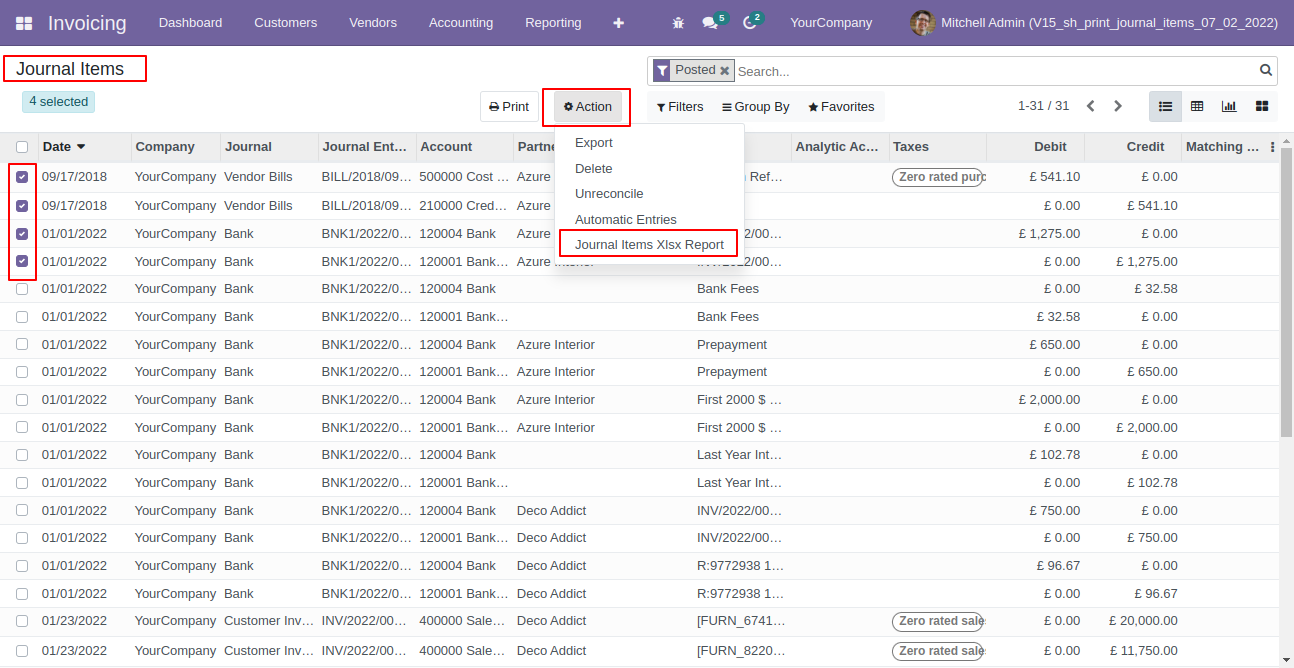 Invoicing Dashboard Customers Vendors Accounting Reporting 5 2 YourCompany Mitchell Admin (V15_sh_print_journal_items_07_02_2022)
Journal Items Posted Search...
4 selected Print Action Filters Group By Favorites 1-31 / 31
Export
Delete
Unreconcile
Automatic Entries
Journal Items Xlsx Report
Date Company Journal Journal Ent... Account Partne Analytic Ac... Taxes Debit Credit Matching ...
09/17/2018 YourCompany Vendor Bills BILL/2018/09... 500000 Cost ... Azure Ref... Zero rated purc £ 541.10 £ 0.00
09/17/2018 YourCompany Vendor Bills BILL/2018/09... 210000 Cred... Azure £ 0.00 £ 541.10
01/01/2022 YourCompany Bank BNK1/2022/0... 120004 Bank Azure /00... £ 1,275.00 £ 0.00
01/01/2022 YourCompany Bank BNK1/2022/0... 120001 Bank... Azure Interior INV/2022/00... £ 0.00 £ 1,275.00
01/01/2022 YourCompany Bank BNK1/2022/0... 120004 Bank Bank Fees £ 0.00 £ 32.58
01/01/2022 YourCompany Bank BNK1/2022/0... 120001 Bank... Bank Fees £ 32.58 £ 0.00
01/01/2022 YourCompany Bank BNK1/2022/0... 120004 Bank Azure Interior Prepayment £ 650.00 £ 0.00
01/01/2022 YourCompany Bank BNK1/2022/0... 120001 Bank... Azure Interior Prepayment £ 0.00 £ 650.00
01/01/2022 YourCompany Bank BNK1/2022/0... 120004 Bank Azure Interior First 2000 $ ... £ 2,000.00 £ 0.00
01/01/2022 YourCompany Bank BNK1/2022/0... 120001 Bank... Azure Interior First 2000 $ ... £ 0.00 £ 2,000.00
01/01/2022 YourCompany Bank BNK1/2022/0... 120004 Bank Last Year Int... £ 102.78 £ 0.00
01/01/2022 YourCompany Bank BNK1/2022/0... 120001 Bank... Last Year Int... £ 0.00 £ 102.78
01/01/2022 YourCompany Bank BNK1/2022/0... 120004 Bank Deco Addict INV/2022/00... £ 750.00 £ 0.00
01/01/2022 YourCompany Bank BNK1/2022/0... 120001 Bank... Deco Addict INV/2022/00... £ 0.00 £ 750.00
01/01/2022 YourCompany Bank BNK1/2022/0... 120004 Bank Deco Addict R:9772938 1... £ 96.67 £ 0.00
01/01/2022 YourCompany Bank BNK1/2022/0... 120001 Bank... Deco Addict R:9772938 1... £ 0.00 £ 96.67
01/23/2022 YourCompany Customer Inv... INV/2022/00... 400000 Sale... Deco Addict [FURN_6741... Zero rated sale £ 0.00 £ 20,000.00
01/23/2022 YourCompany Customer Inv... INV/2022/00... 400000 Sale... Deco Addict [FURN_8220... Zero rated sale £ 0.00 £ 11,750.00